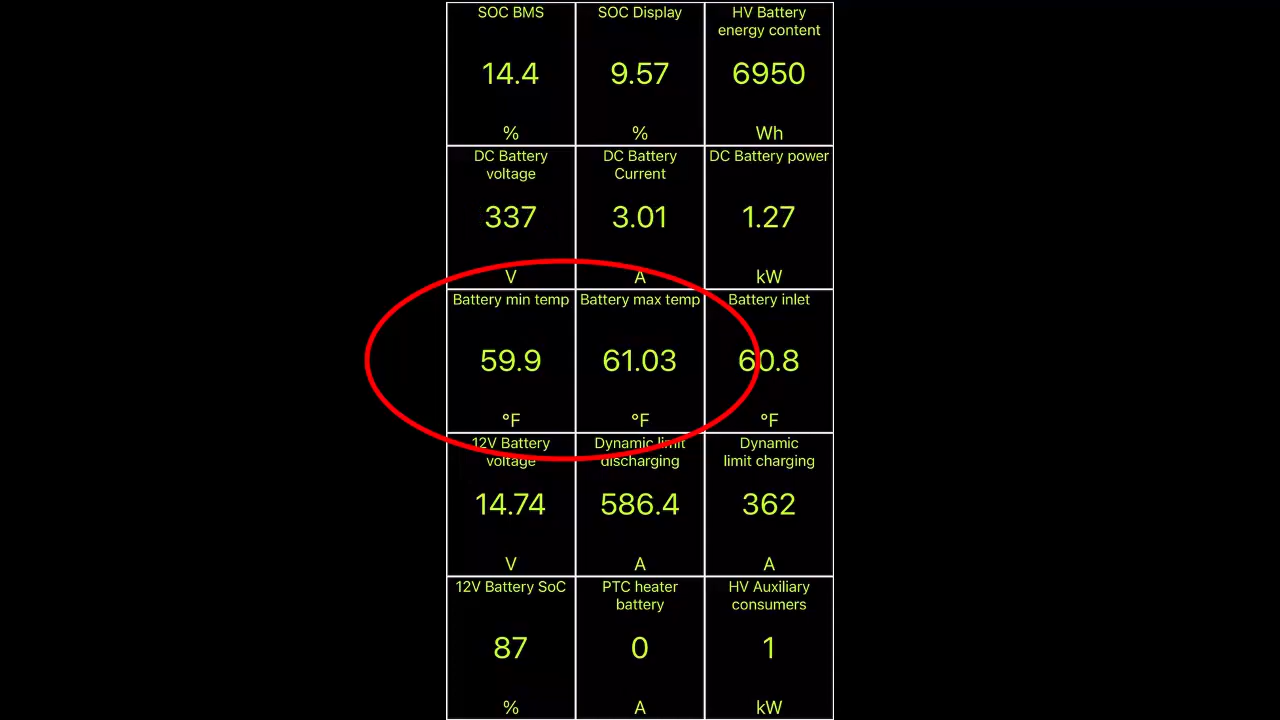 SOC BMS
14.4
%
SOC Display
9.57
%
HV Battery
energy content
6950
Wh
DC Battery
voltage
337
V
DC Battery
Current
3.01
A
DC Battery power
1.27
kW
Battery min temp
59.9
°F
Battery max temp
61.03
°F
Battery inlet
60.8
°F
12V Battery
voltage
14.74
V
Dynamic limit
discharging
586.4
A
Dynamic
limit charging
362
A
12V Battery SoC
87
%
PTC heater
battery
0
A
HV Auxiliary
consumers
1
kW